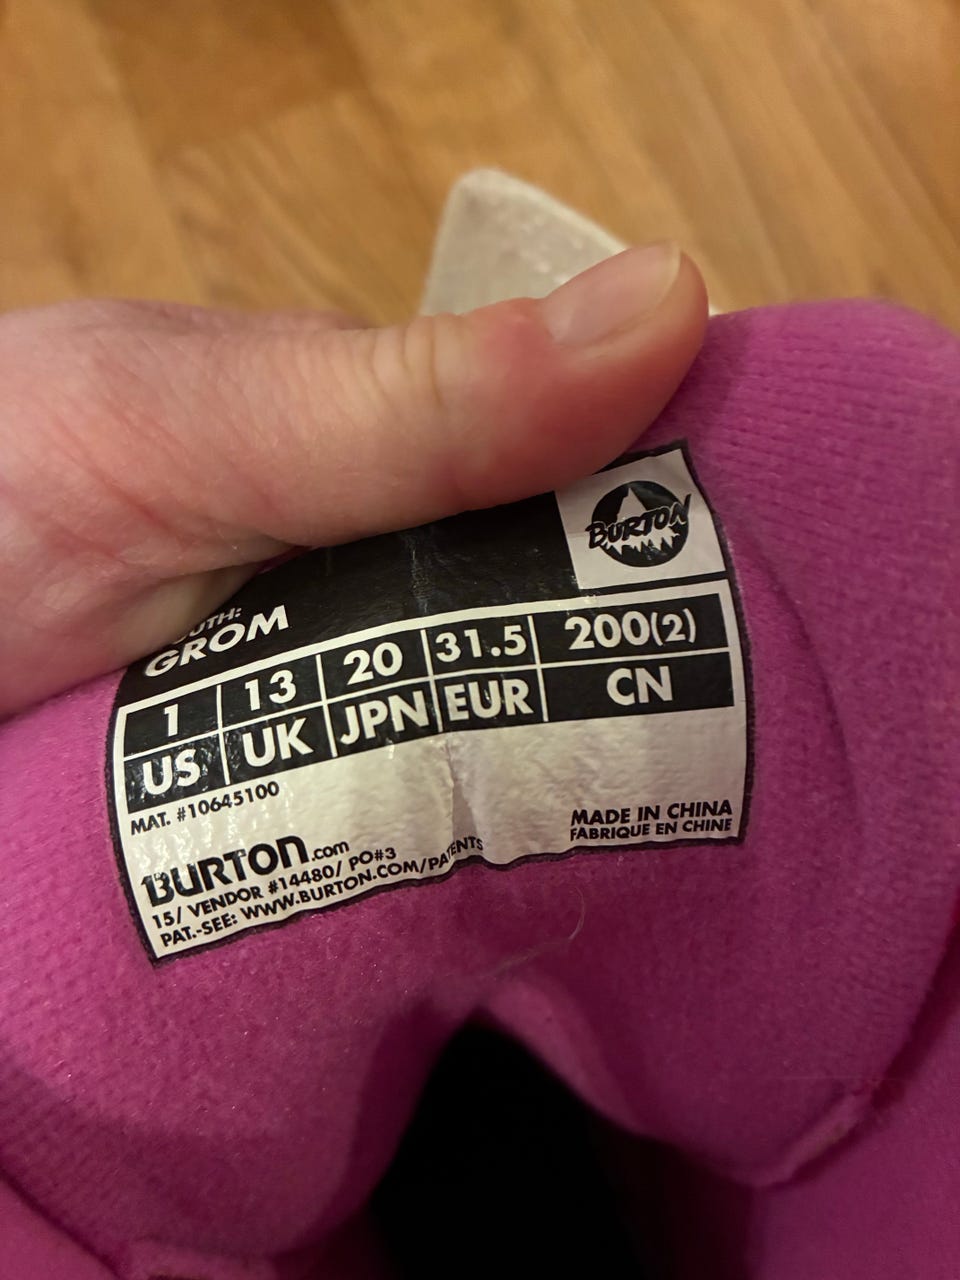 BURTON
GROM
1 13 20 31.5 200(2)
US UK JPN EUR CN
MAT. #10645100
MADE IN CHINA
FABRIQUE EN CHINE
BURTON.com
15/ VENDOR #14480/ PO#3
PAT.-SEE: WWW.BURTON.COM/PATENTS